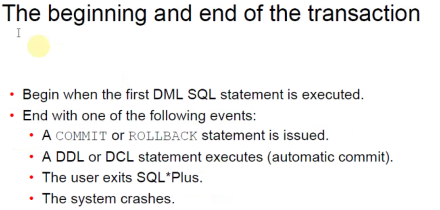 The beginning and end of the transaction
• Begin when the first DML SQL statement is executed.
• End with one of the following events:
• A COMMIT or ROLLBACK statement is issued.
• A DDL or DCL statement executes (automatic commit).
• The user exits SQL*Plus.
• The system crashes.